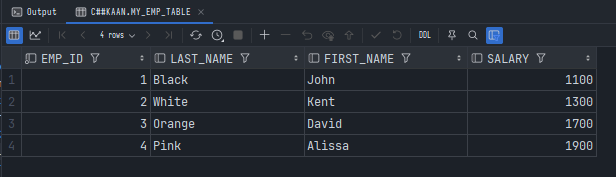 Output C##KAAN.MY_EMP_TABLE
4 rows DDL
EMP_ID LAST_NAME FIRST_NAME SALARY
1 1 Black John 1100
2 2 White Kent 1300
3 3 Orange David 1700
4 4 Pink Alissa 1900